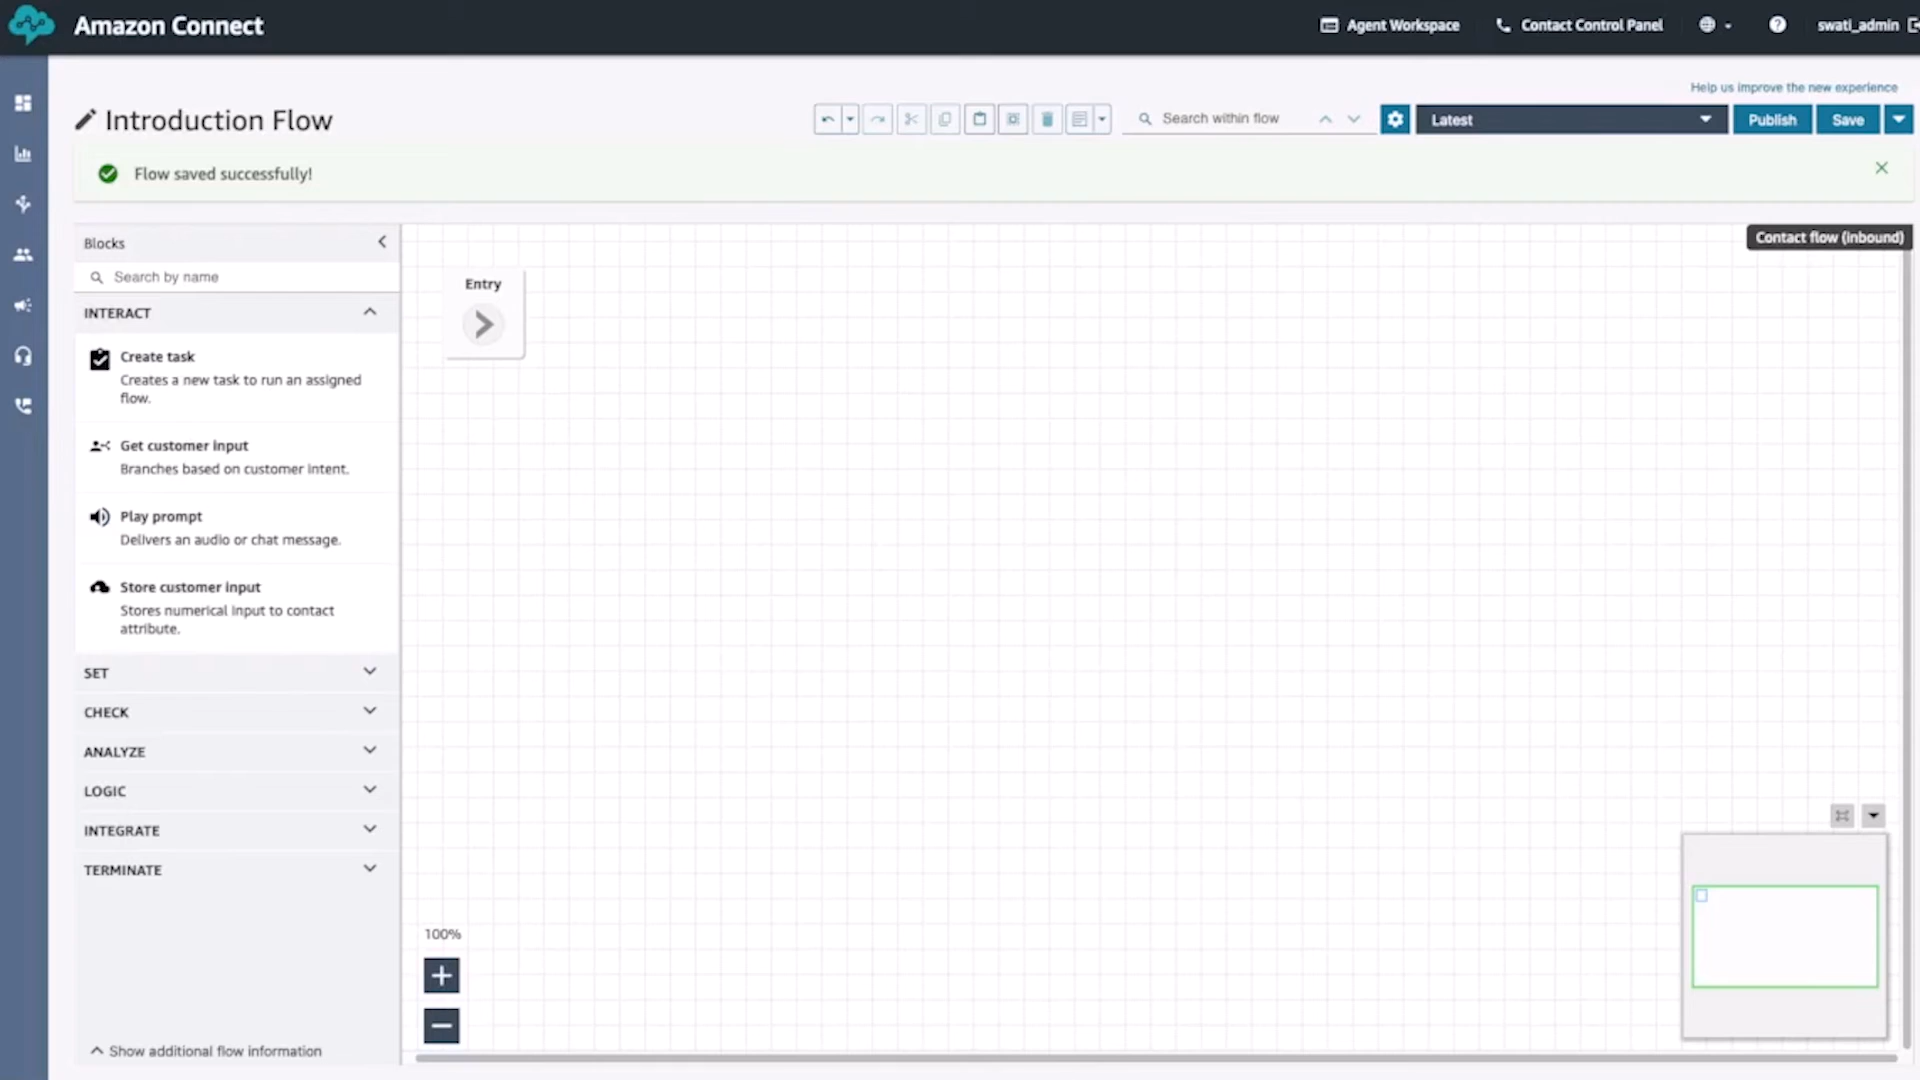 Amazon Connect
Agent Workspace
Contact Control Panel
swati_admin
Help us improve the new experience
Introduction Flow
Search within flow
Latest
Publish
Save
Flow saved successfully!
Blocks
Contact flow (inbound)
Search by name
Entry
INTERACT
Create task
Creates a new task to run an assigned
flow.
Get customer input
Branches based on customer intent.
Play prompt
Delivers an audio or chat message.
Store customer input
Stores numerical input to contact
attribute.
SET
CHECK
ANALYZE
LOGIC
INTEGRATE
TERMINATE
100%
Show additional flow information